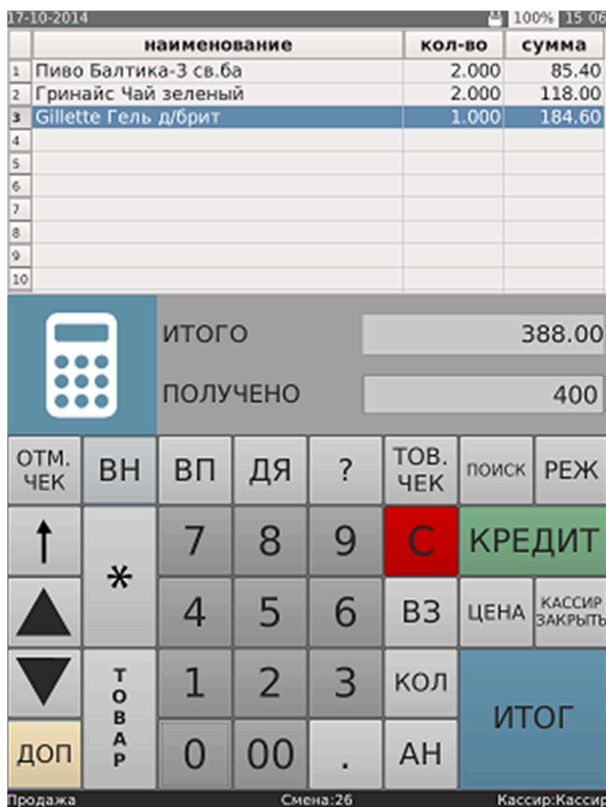 17-10-2014 100% 15 06
наименование кол-во сумма
1 Пиво Балтика-3 св.ба 2.000 85.40
2 Гринайс Чай зеленый 2.000 118.00
3 Gillette Гель д/брит 1.000 184.60
4
5
6
7
8
9
10
ИТОГО 388.00
ПОЛУЧЕНО 400
ОТМ. ЧЕК ВН ВП ДЯ ? ТОВ. ЧЕК ПОИСК РЕЖ
* 7 8 9 С КРЕДИТ
4 5 6 ВЗ ЦЕНА КАССИР ЗАКРЫТЬ
ТОВАР 1 2 3 КОЛ ИТОГ
ДОП 0 00 . АН
Продажа Смена:26 Кассир:Кассир